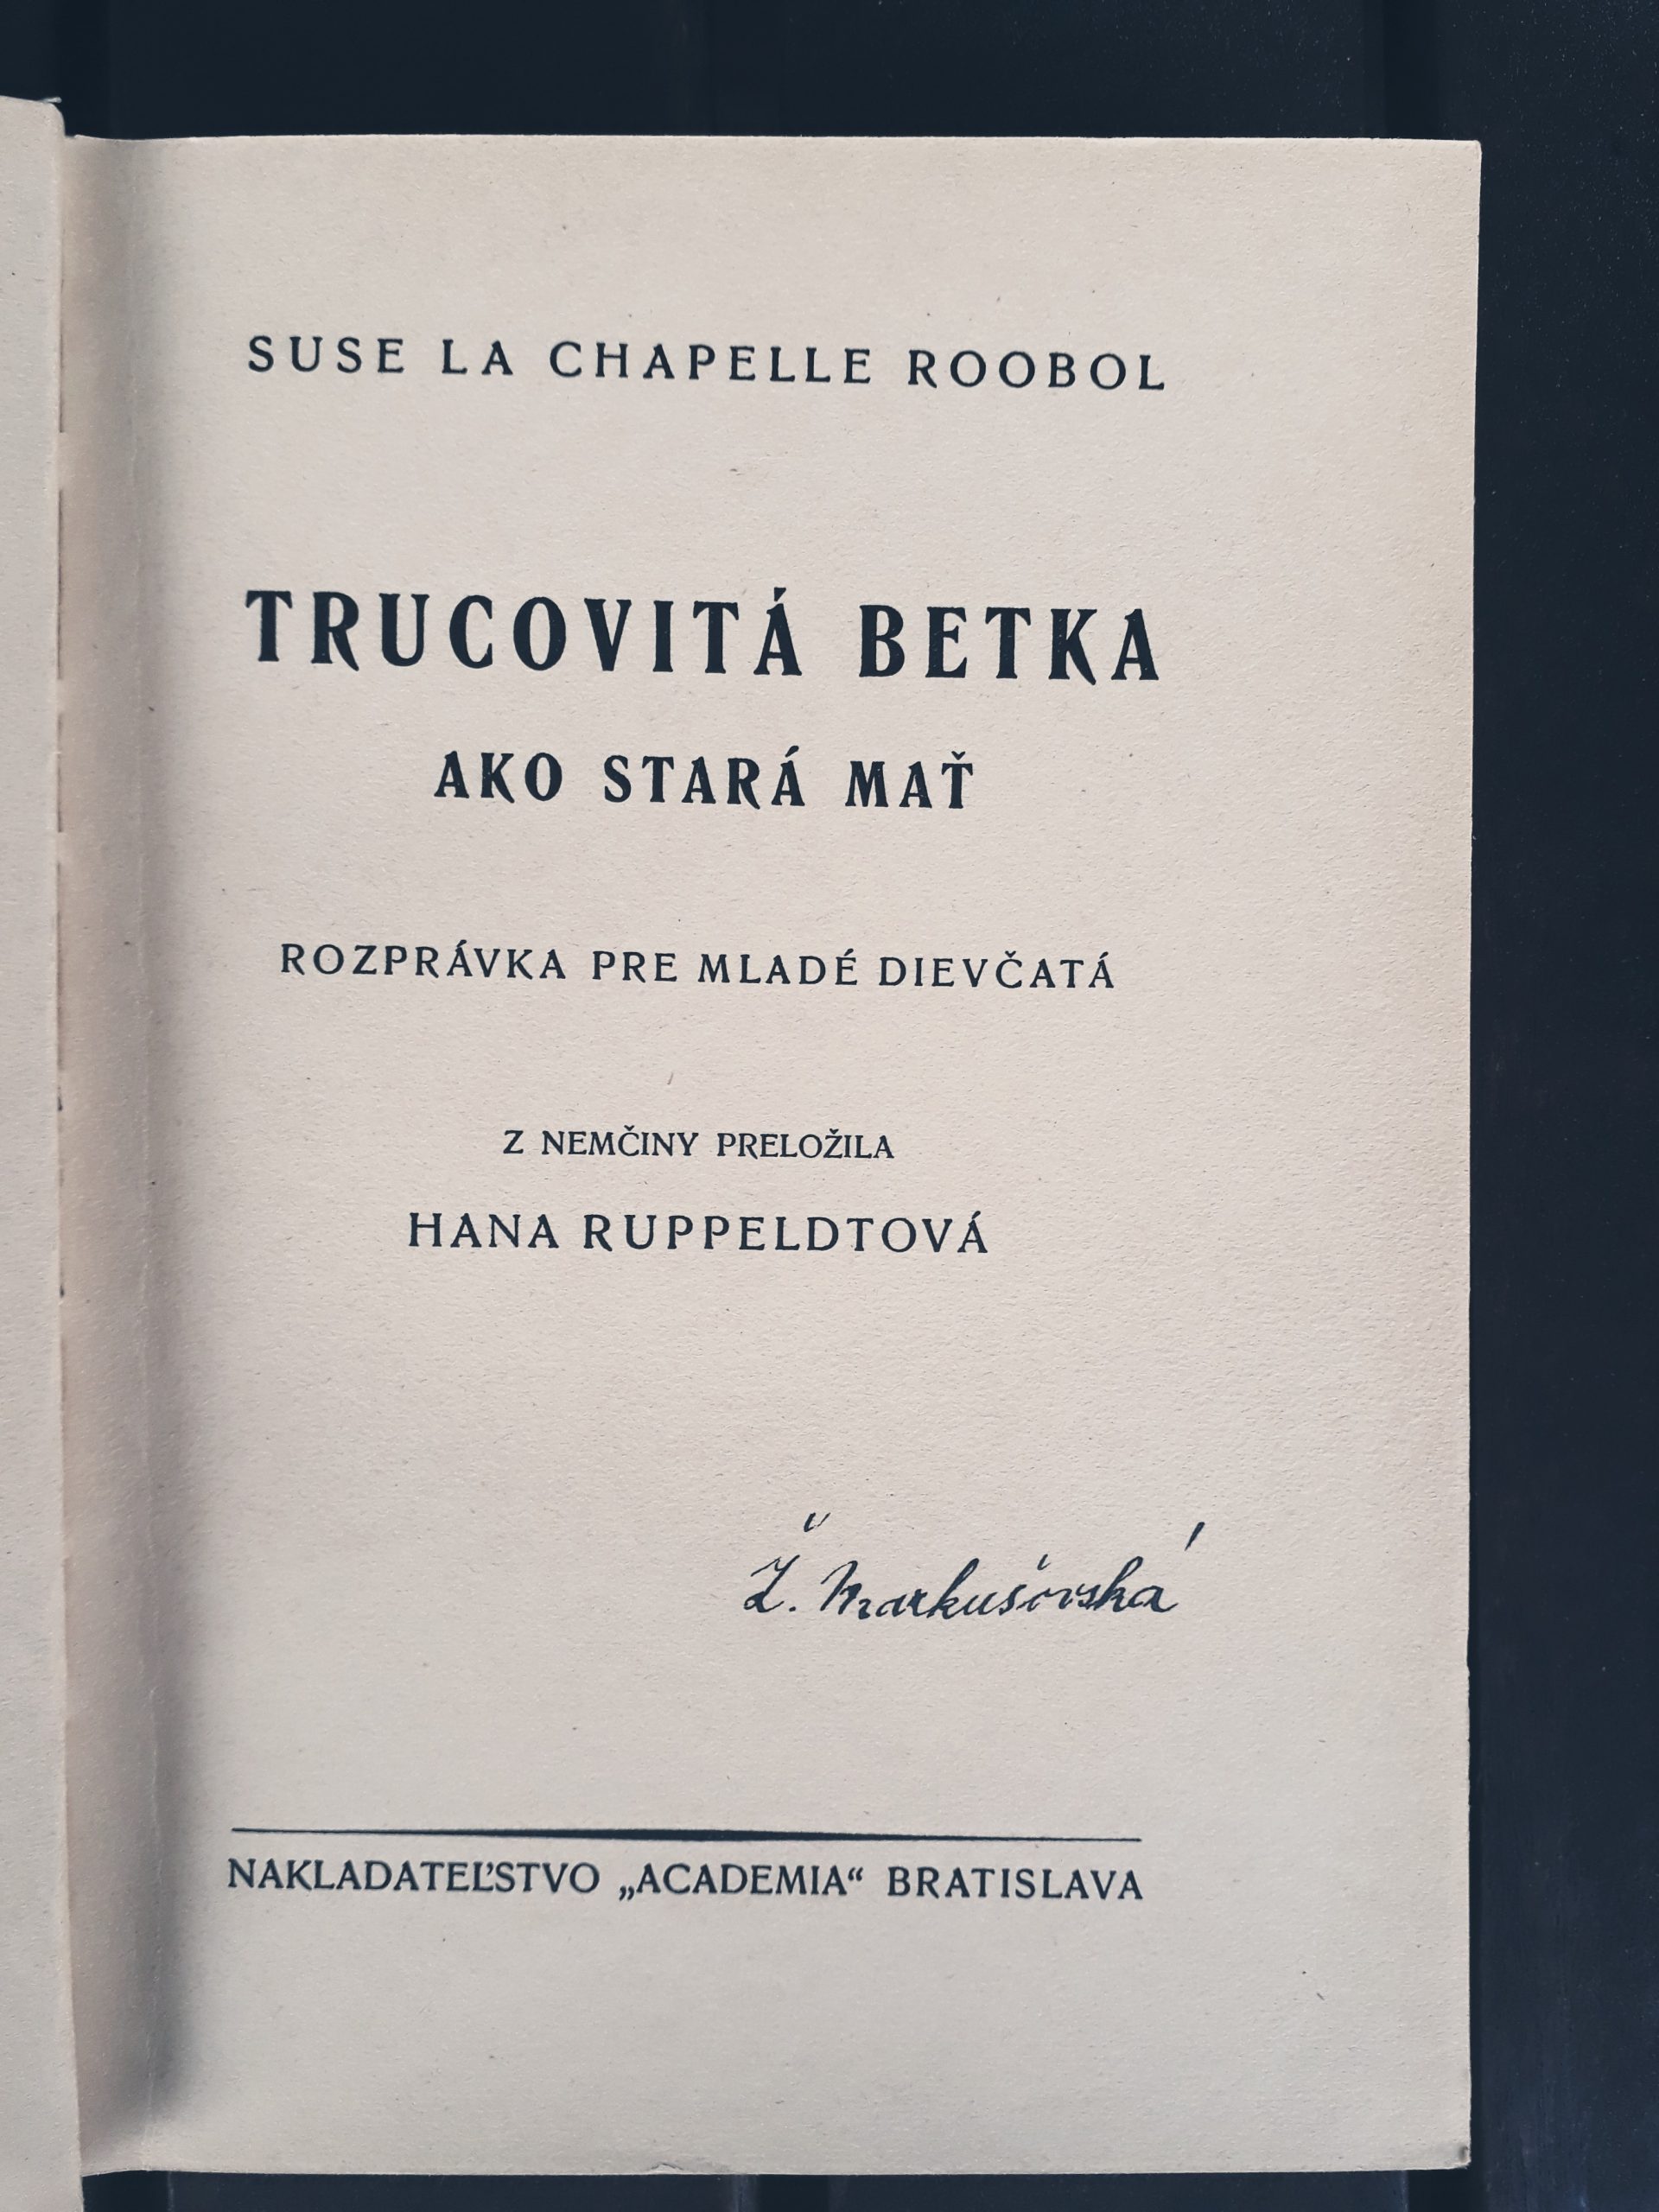 SUSE LA CHAPELLE ROOBOL
TRUCOVITÁ BETKA
AKO STARÁ MAŤ
ROZPRÁVKA PRE MLADÉ DIEVČATÁ
Z NEMČINY PRELOŽILA
HANA RUPPELDTOVÁ
Ž. Markušovská
NAKLADATEĽSTVO „ACADEMIA“ BRATISLAVA